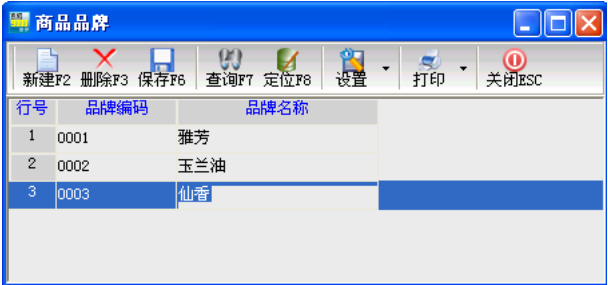 商品品牌
新建F2 删除F3 保存F6 查询F7 定位F8 设置 打印 关闭ESC
行号 品牌编码 品牌名称
1 0001 雅芳
2 0002 玉兰油
3 0003 仙香